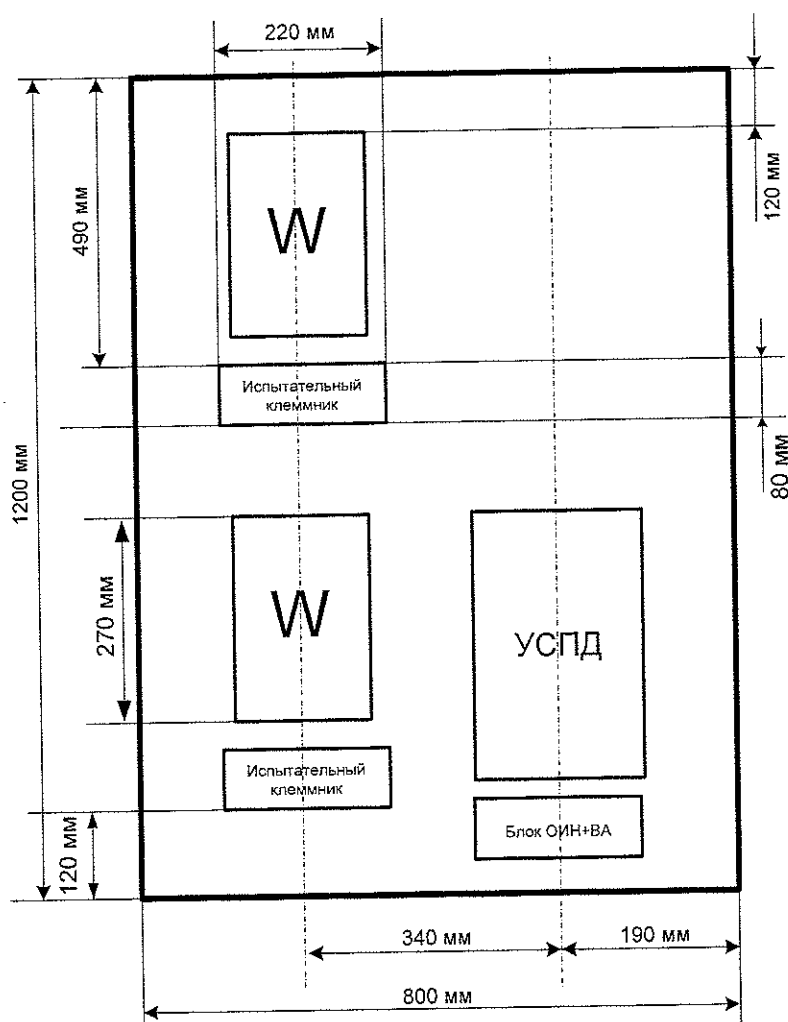 220 мм
490 мм
120 мм
W
Испытательный
клеммник
80 мм
1200 мм
270 мм
W
УСПД
Испытательный
клеммник
Блок ОИН+ВА
120 мм
340 мм
190 мм
800 мм